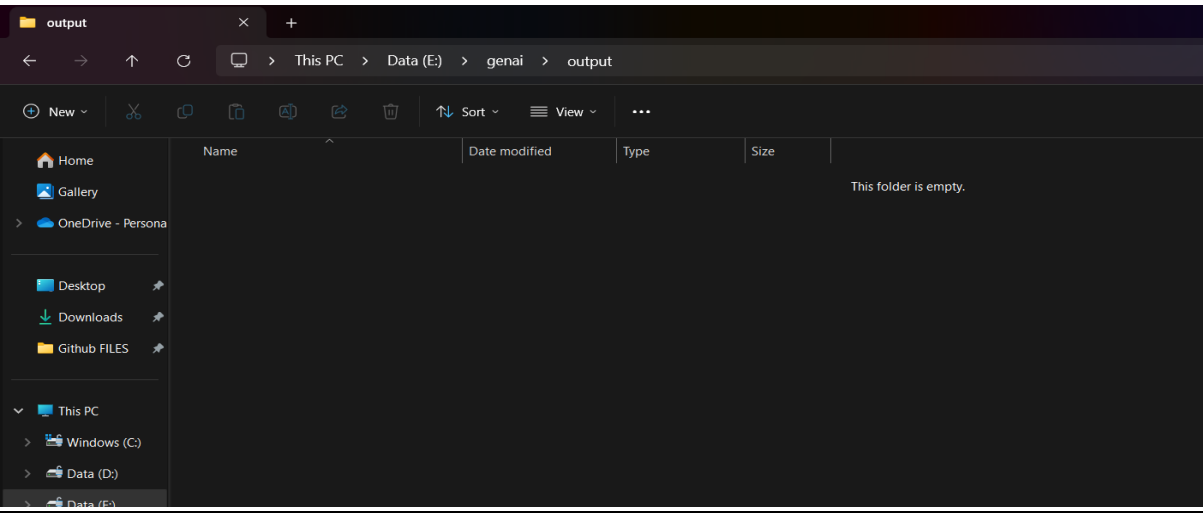 output
This PC > Data (E:) > genai > output
New
Sort
View
Name
Date modified
Type
Size
This folder is empty.
Home
Gallery
OneDrive - Persona
Desktop
Downloads
Github FILES
This PC
Windows (C:)
Data (D:)
Data (E:)